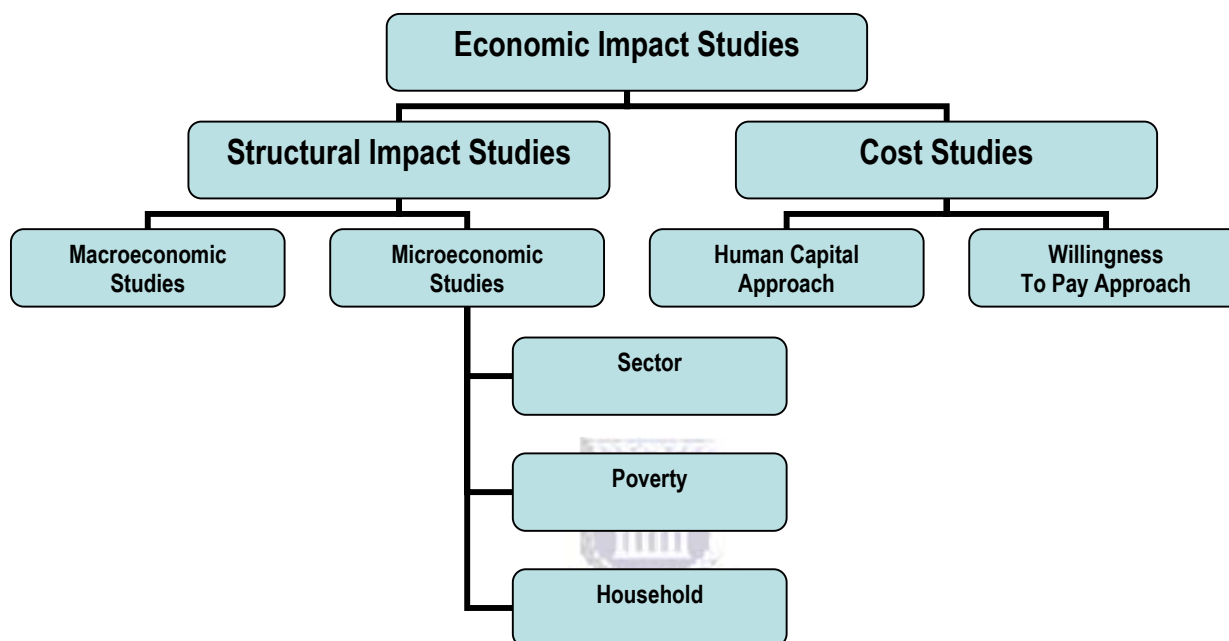 Economic Impact Studies
Structural Impact Studies
Cost Studies
Macroeconomic
Studies
Microeconomic
Studies
Human Capital
Approach
Willingness
To Pay Approach
Sector
Poverty
Household